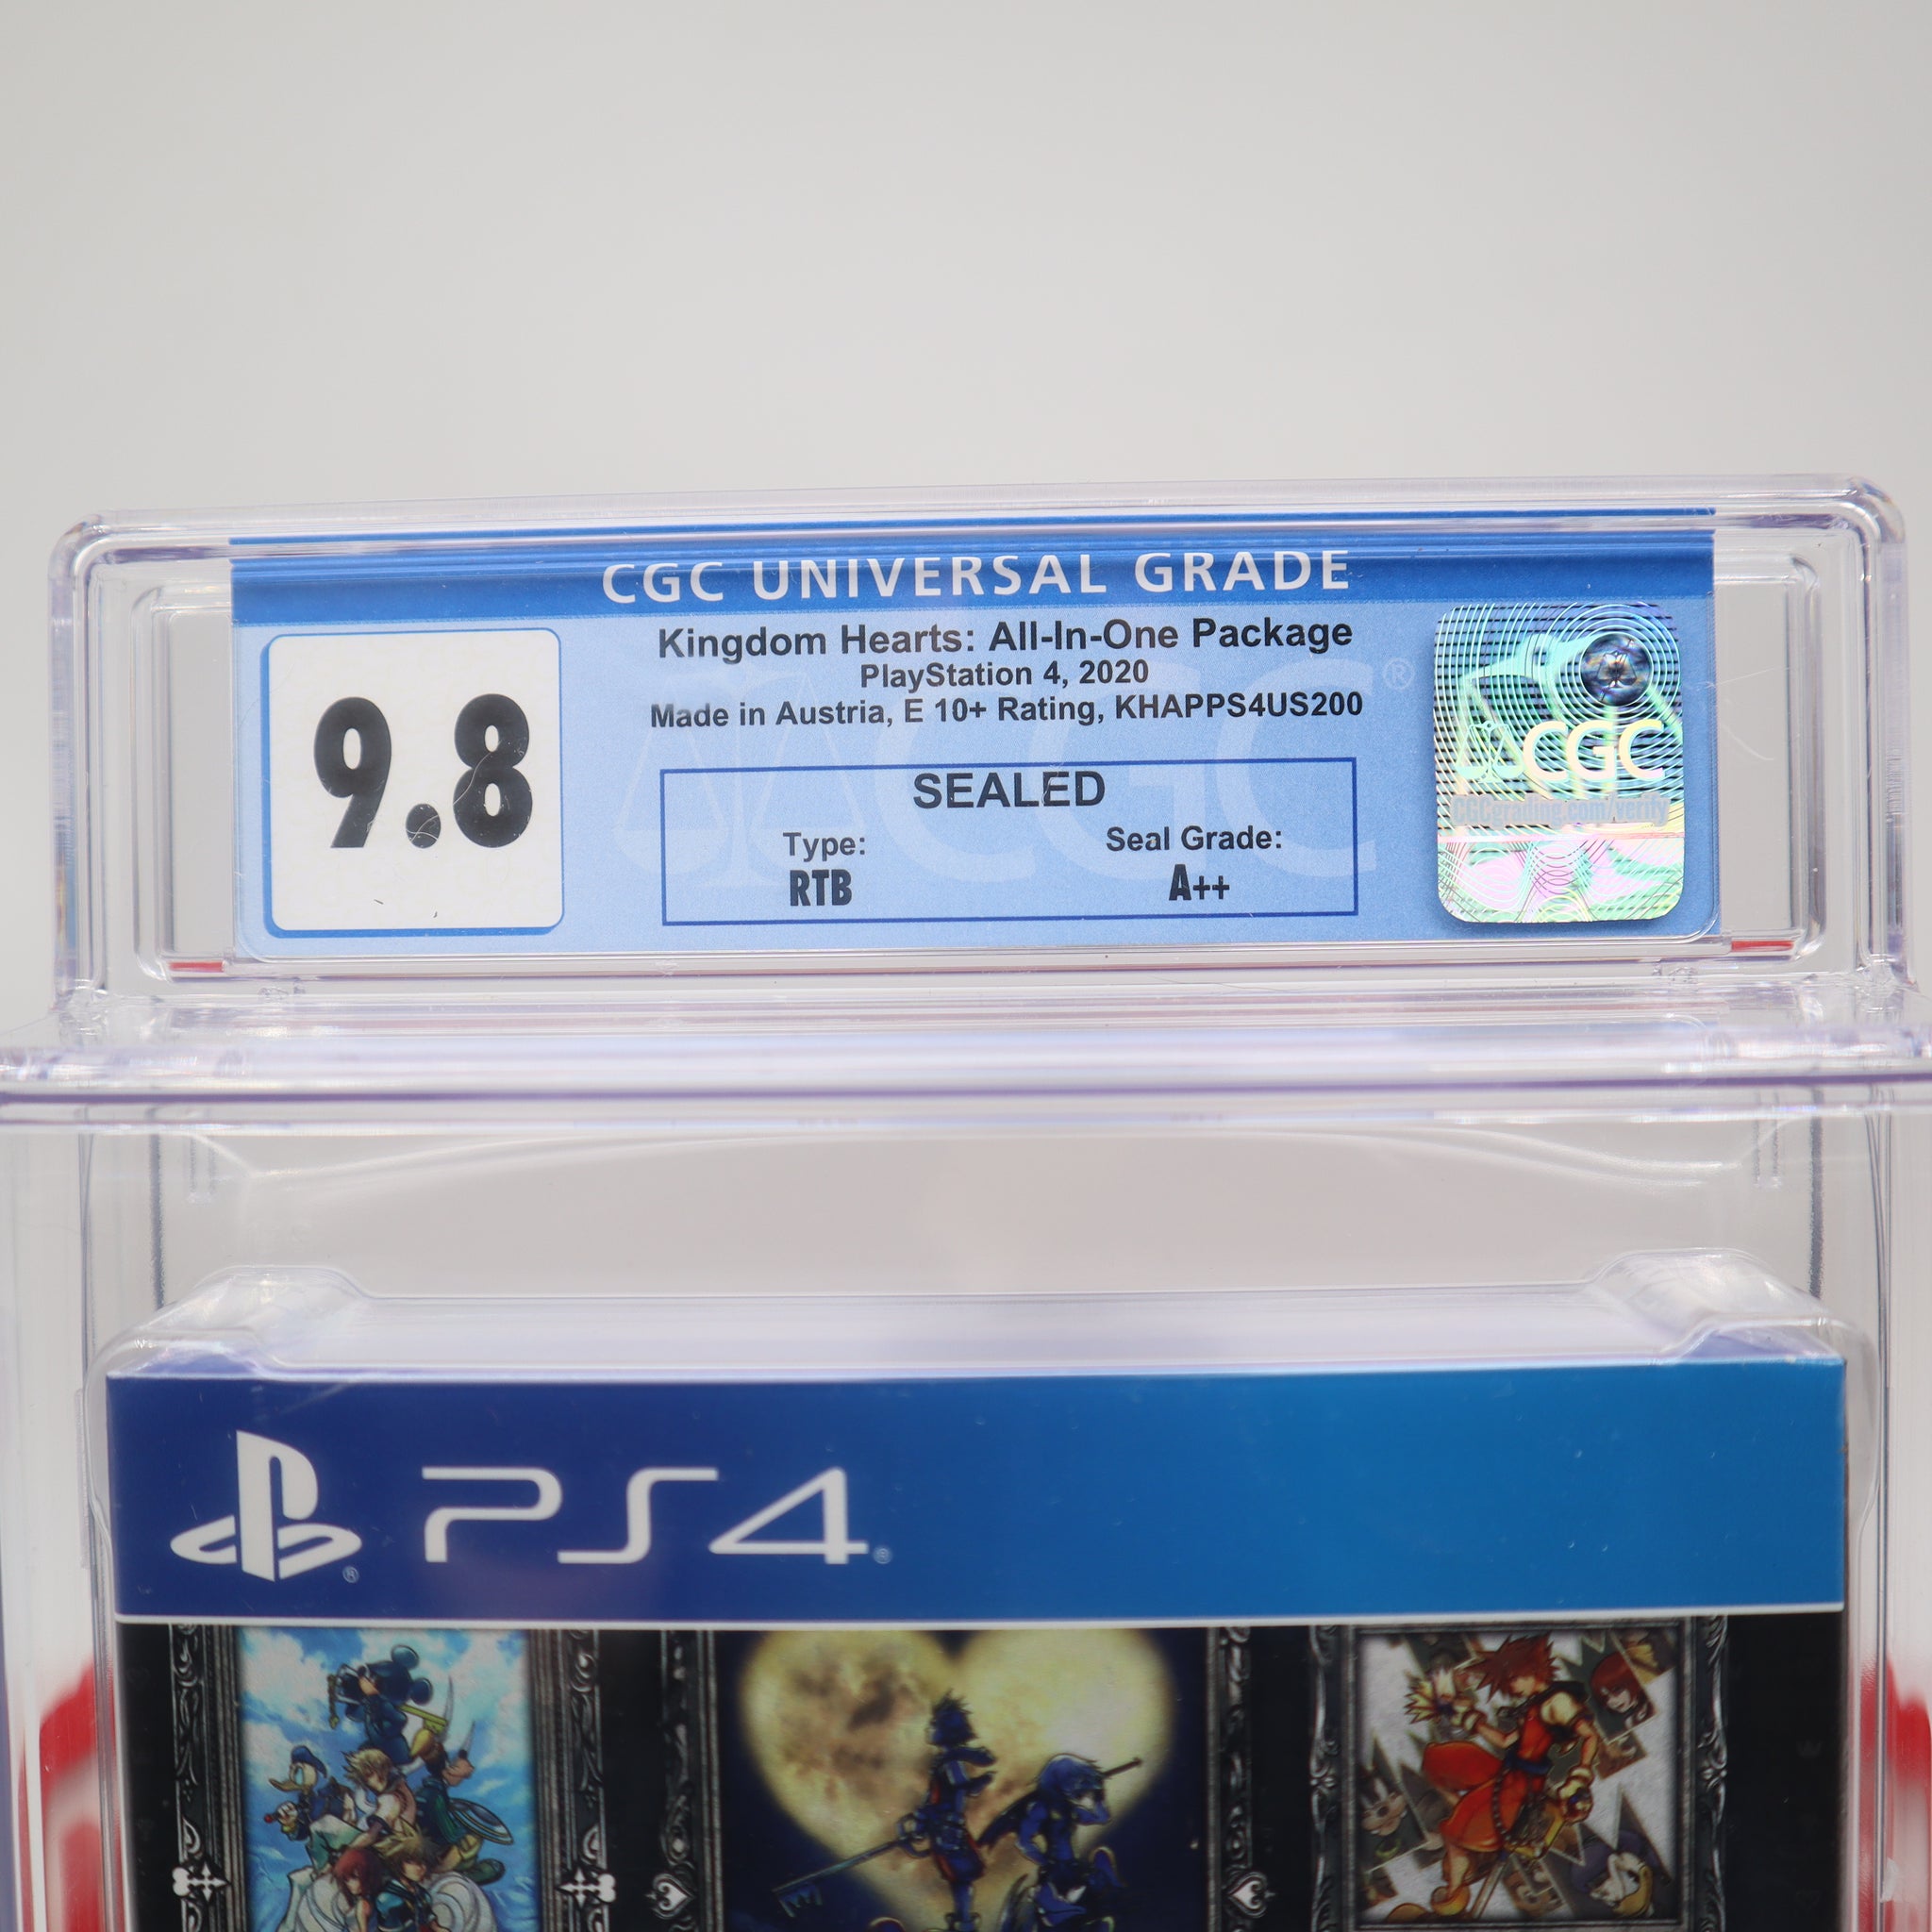 CGC UNIVERSAL GRADE
9.8
Kingdom Hearts: All-In-One Package
PlayStation 4, 2020
Made in Austria, E 10+ Rating, KHAPPS4US200
CGC®
SEALED
Type:
Seal Grade:
RTB
A++
CGC
CGCgrading.com/verify
PS4®